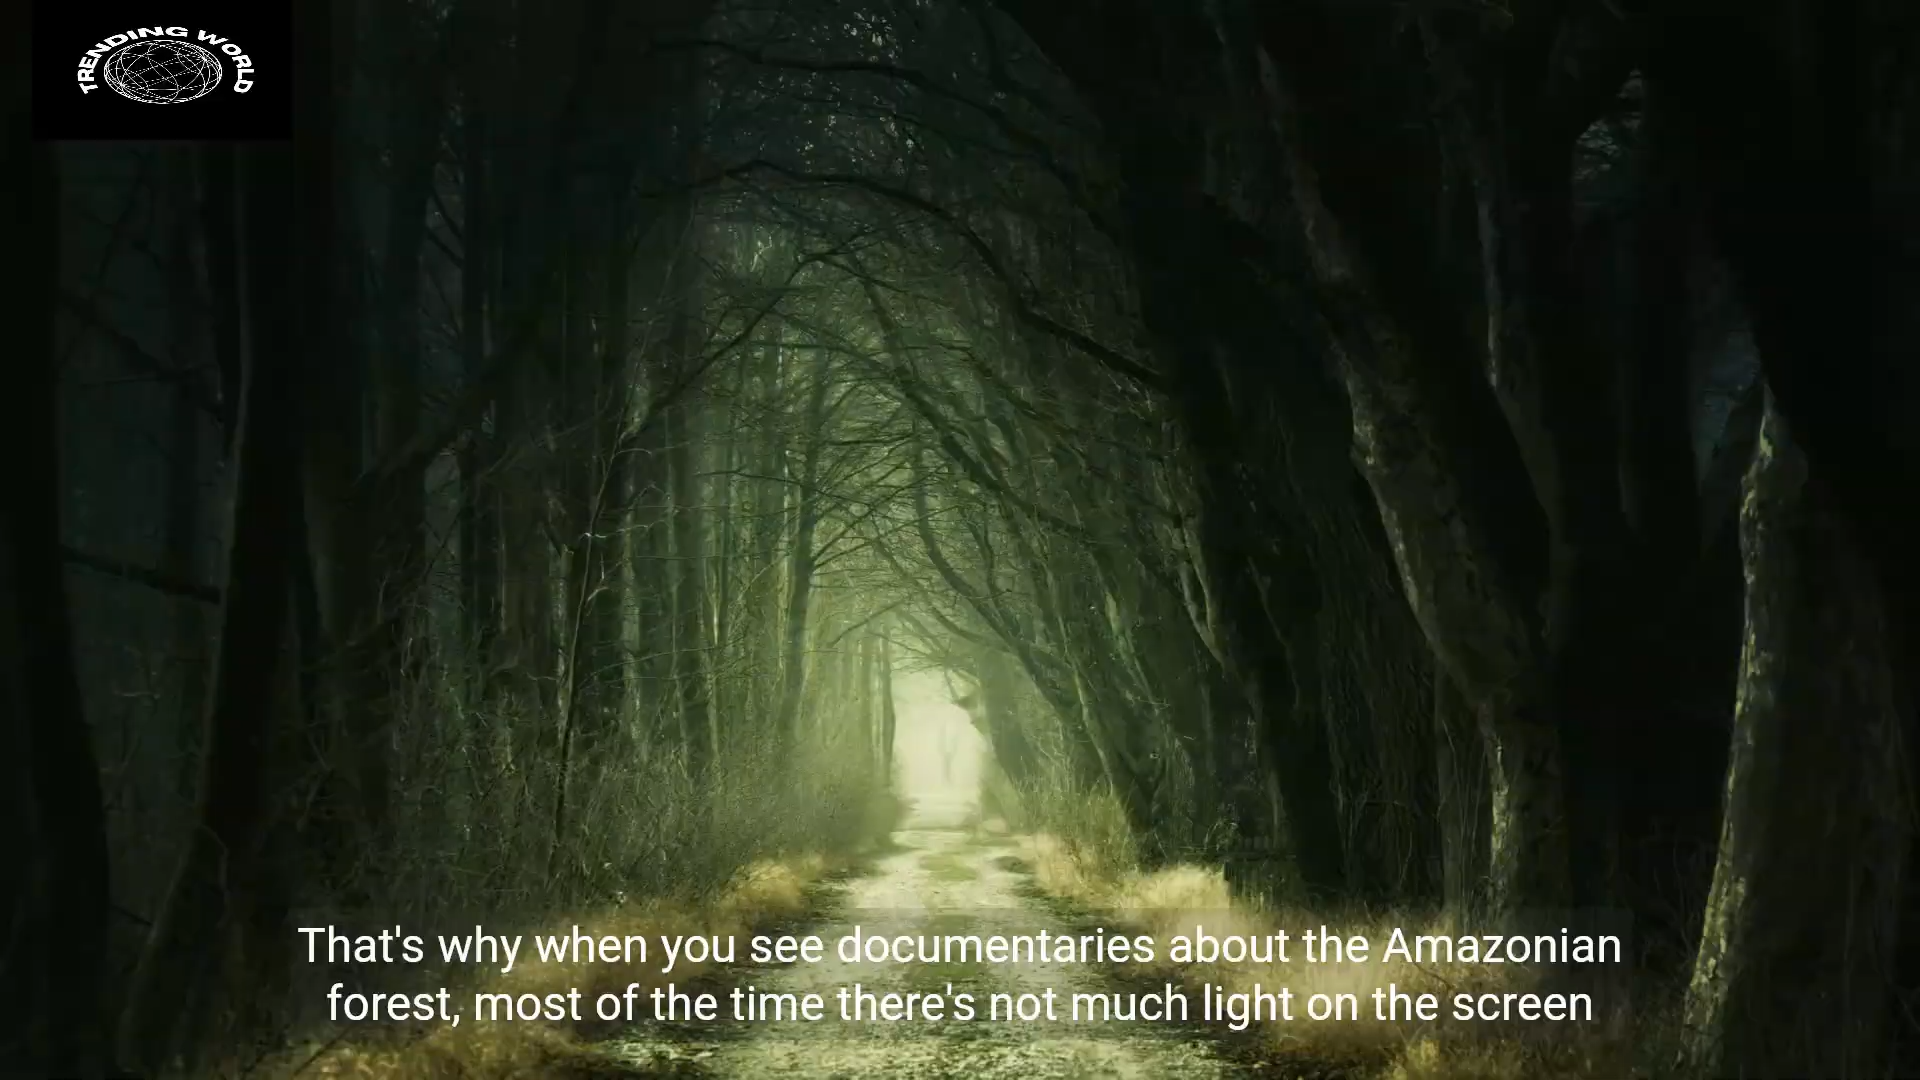 TRENDING WORLD
That's why when you see documentaries about the Amazonian
forest, most of the time there's not much light on the screen